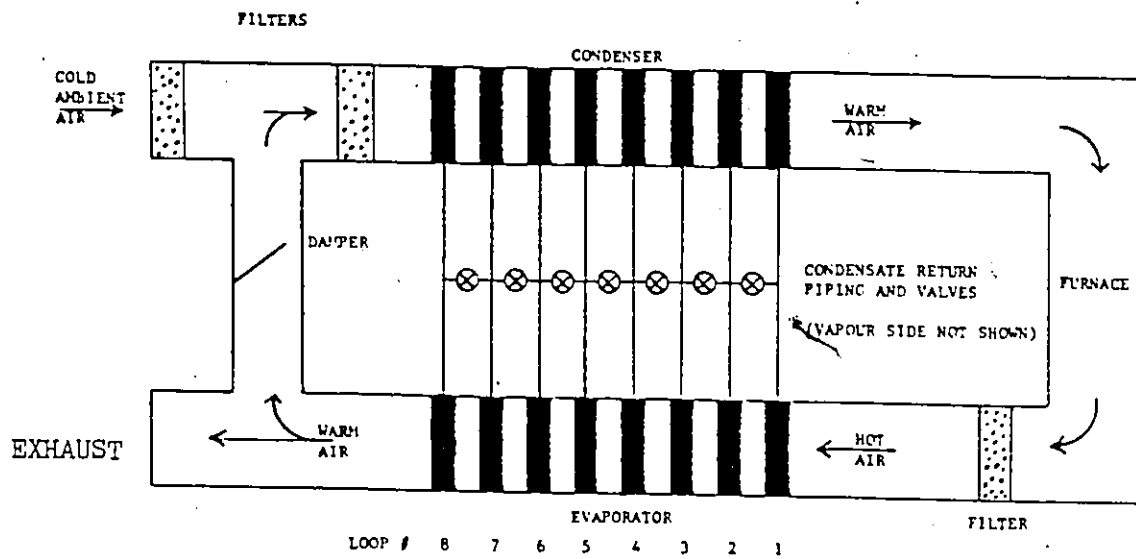 FILTERS
CONDENSER
COLD
AMBIENT
AIR
WARM
AIR
DAMPER
CONDENSATE RETURN
PIPING AND VALVES
(VAPOUR SIDE NOT SHOWN)
FURNACE
EXHAUST
WARM
AIR
HOT
AIR
EVAPORATOR
FILTER
LOOP # 8 7 6 5 4 3 2 1